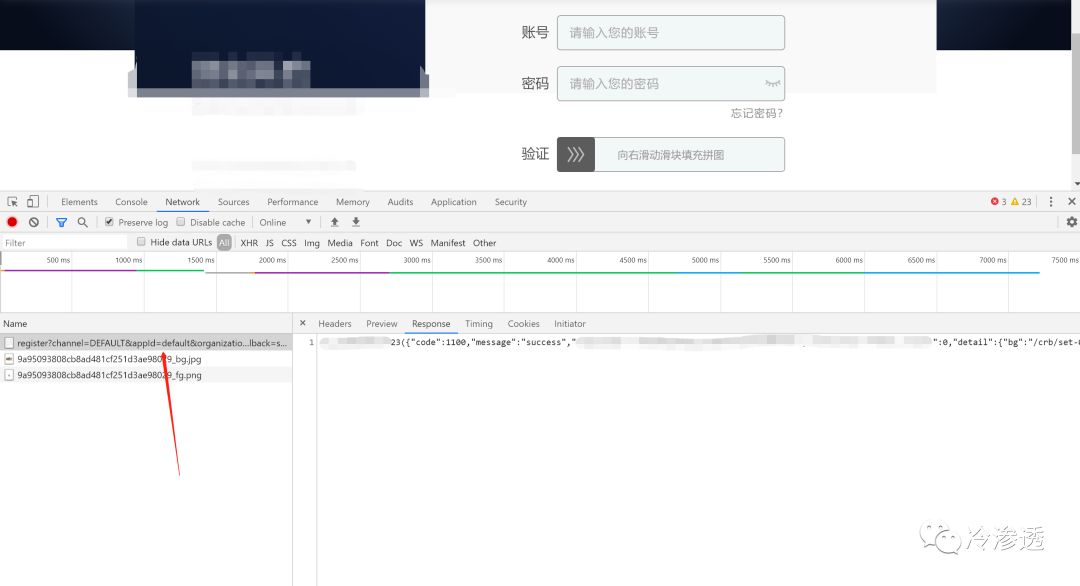 账号 请输入您的账号
密码 请输入您的密码
忘记密码?
验证 向右滑动滑块填充拼图
Elements Console Network Sources Performance Memory Audits Application Security 3 23
Preserve log Disable cache Online
Filter Hide data URLs All XHR JS CSS Img Media Font Doc WS Manifest Other
500 ms 1000 ms 1500 ms 2000 ms 2500 ms 3000 ms 3500 ms 4000 ms 4500 ms 5000 ms 5500 ms 6000 ms 6500 ms 7000 ms 7500 ms
Name × Headers Preview Response Timing Cookies Initiator
register?channel=DEFAULT&appId=default&organizatio...lback=s...
1 23({"code":1100,"message":"success","
":0,"detail":{"bg":"/crb/set-
9a95093808cb8ad481cf251d3ae98029_bg.jpg
9a95093808cb8ad481cf251d3ae98029_fg.png
冷渗透